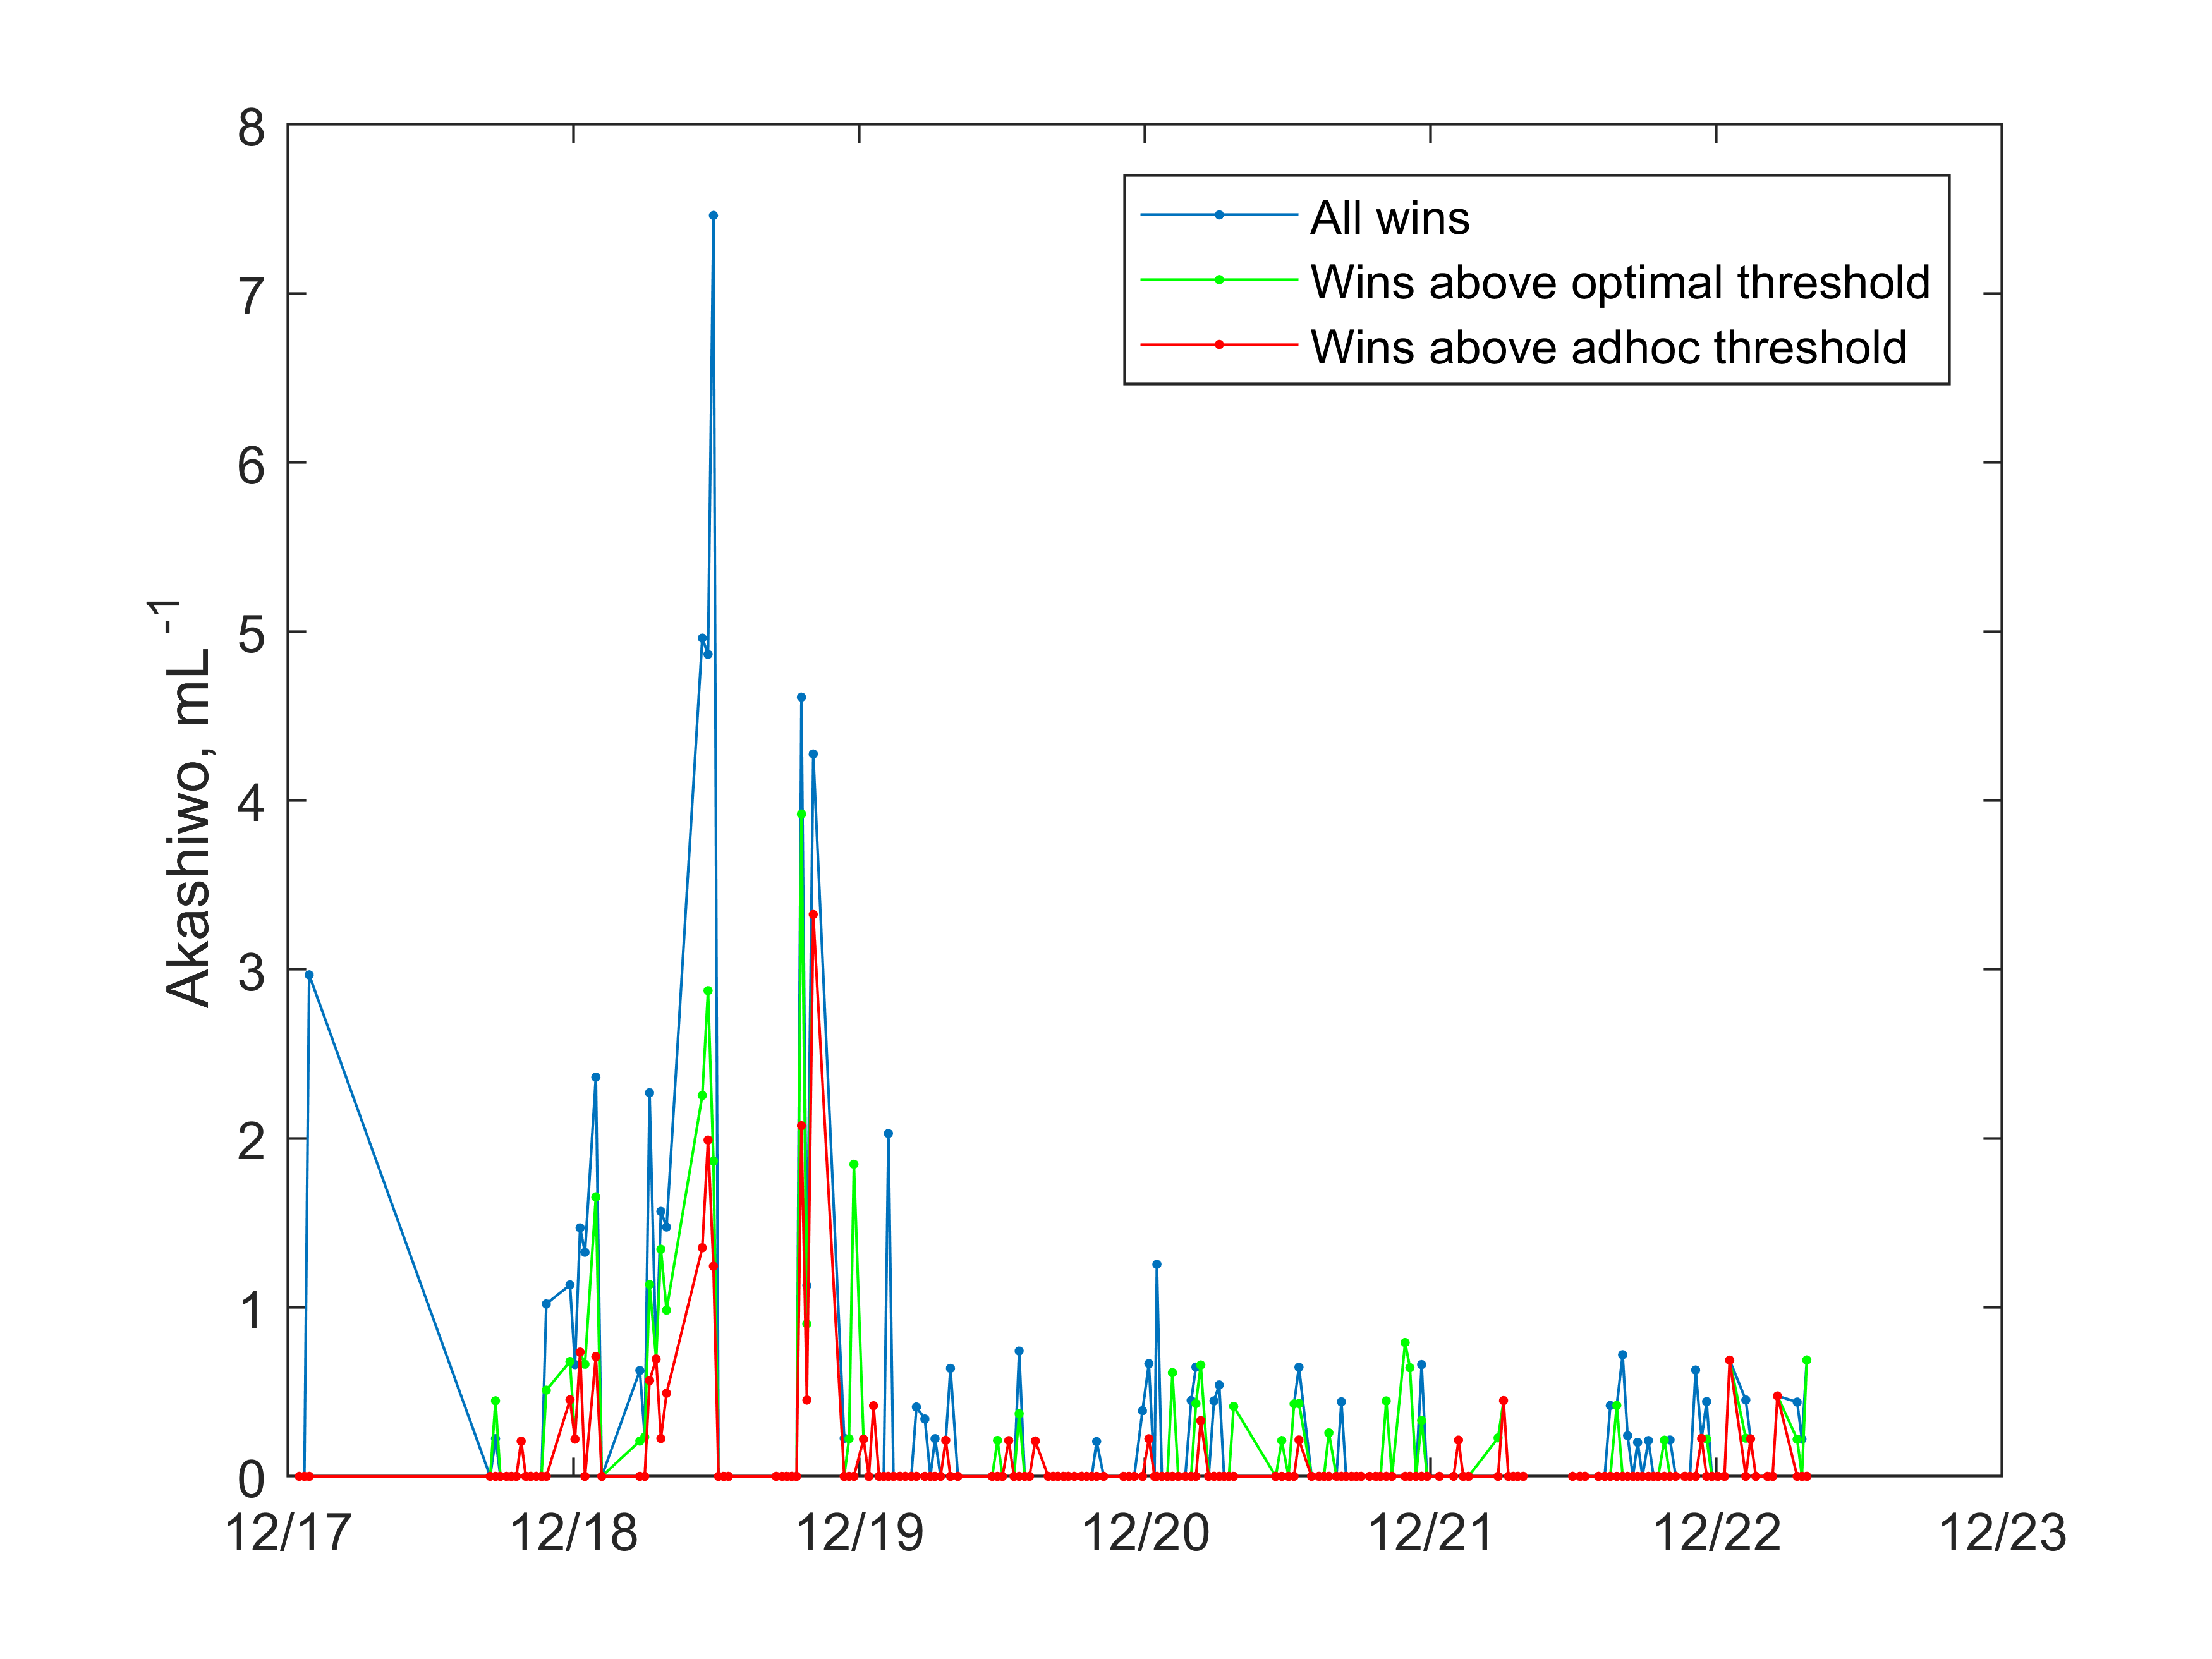 8
7
6
5
4
3
2
1
0
Akashiwo, mL-1
All wins
Wins above optimal threshold
Wins above adhoc threshold
12/17 12/18 12/19 12/20 12/21 12/22 12/23